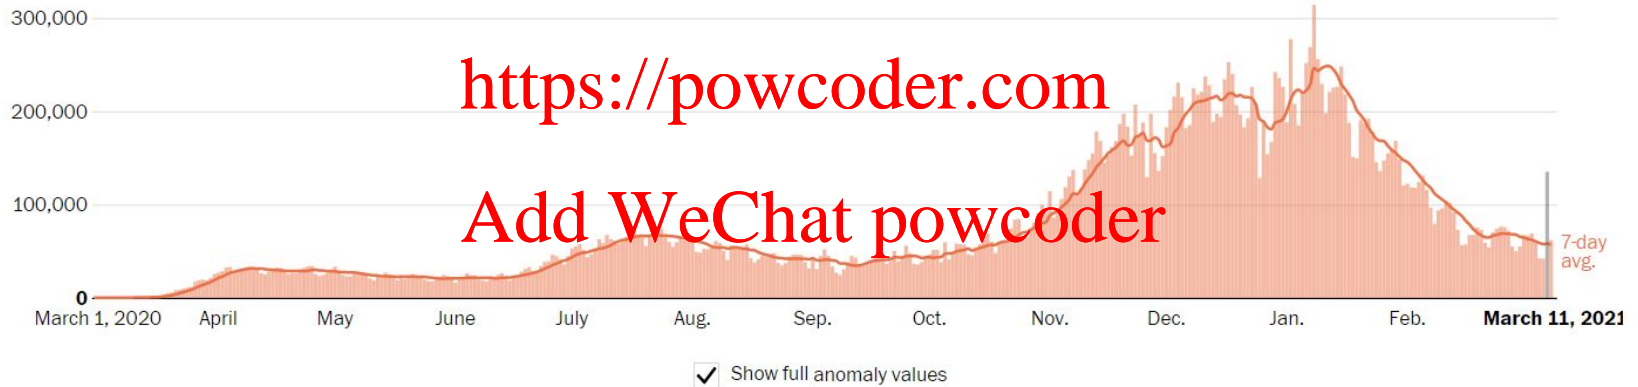 300,000
https://powcoder.com
200,000
Add WeChat powcoder
100,000
7-day
avg.
0
March 1, 2020 April May June July Aug. Sep. Oct. Nov. Dec. Jan. Feb. March 11, 2021
Show full anomaly values